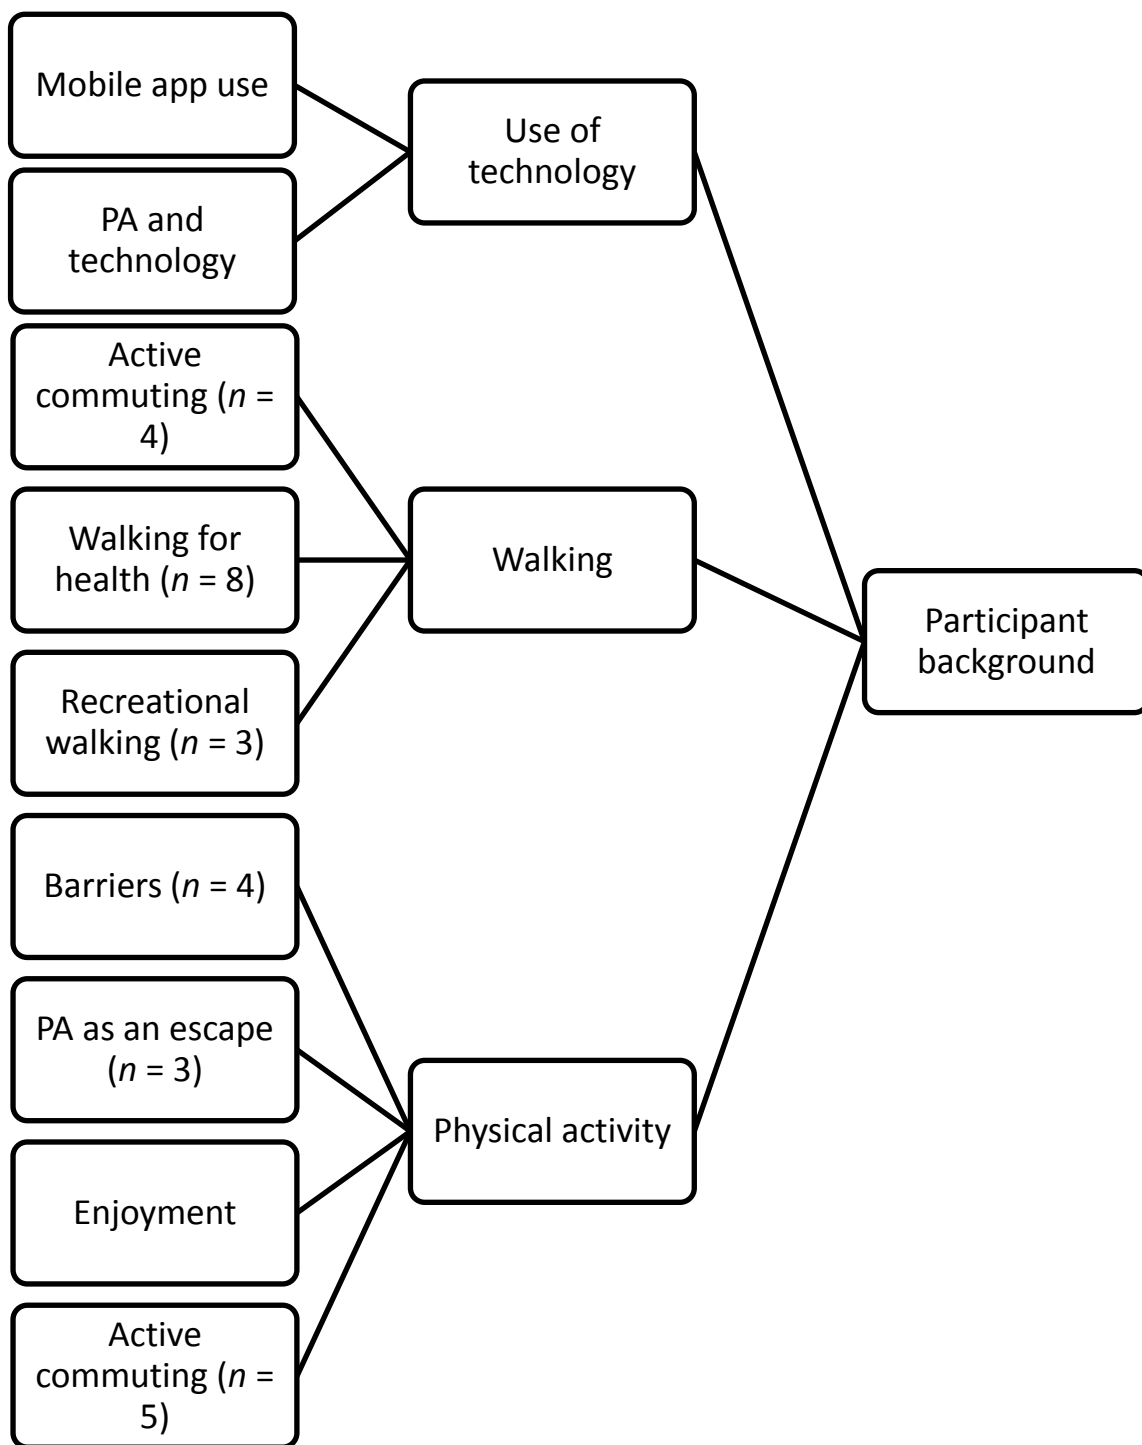 Mobile app use
PA and
technology
Active
commuting (n =
4)
Walking for
health (n = 8)
Recreational
walking (n = 3)
Barriers (n = 4)
PA as an escape
(n = 3)
Enjoyment
Active
commuting (n =
5)
Use of
technology
Walking
Physical activity
Participant
background